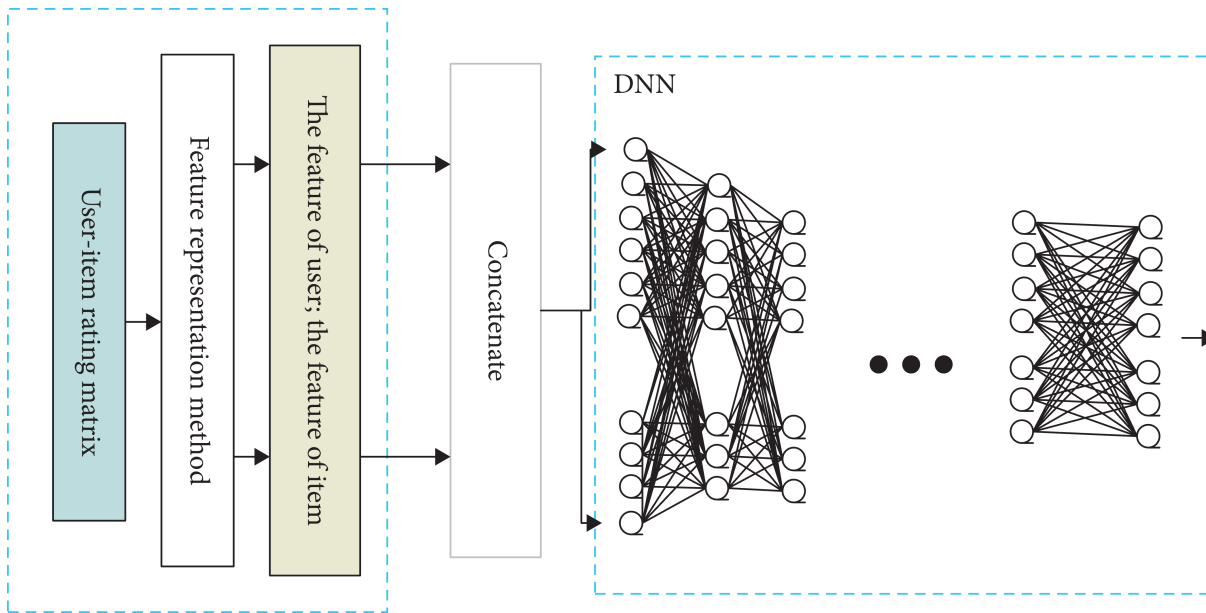 User-item rating matrix
Feature representation method
The feature of user; the feature of item
Concatenate
DNN